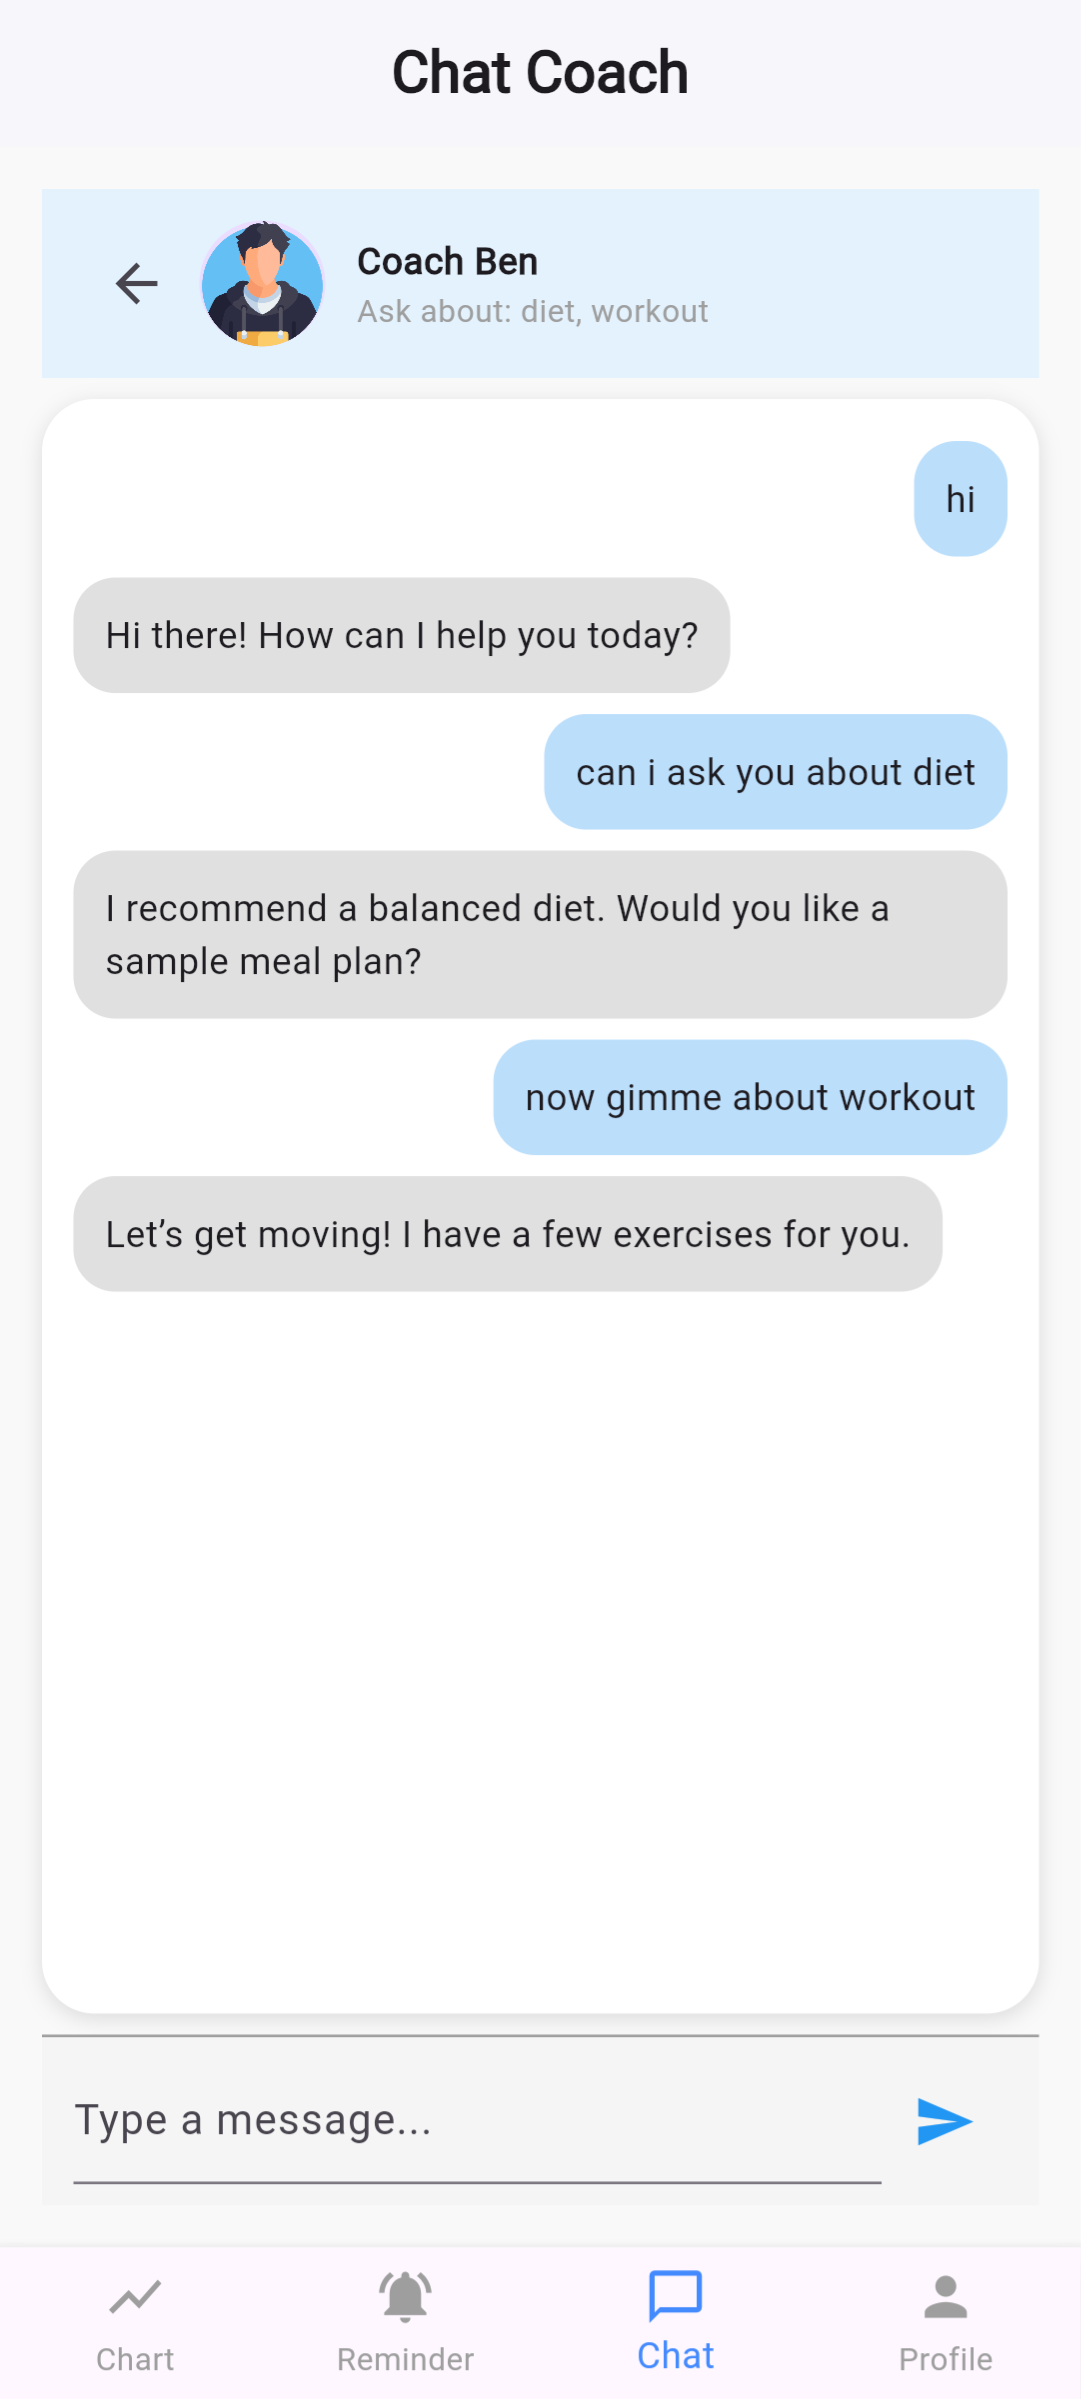 Chat Coach
Coach Ben
Ask about: diet, workout
hi
Hi there! How can I help you today?
can i ask you about diet
I recommend a balanced diet. Would you like a
sample meal plan?
now gimme about workout
Let’s get moving! I have a few exercises for you.
Type a message...
Chart
Reminder
Chat
Profile